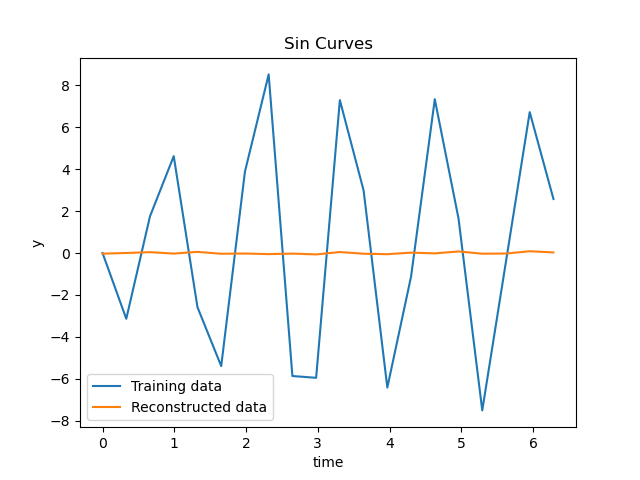 Sin Curves
y
8
6
4
2
0
−2
−4
−6
−8
Training data
Reconstructed data
0 1 2 3 4 5 6
time